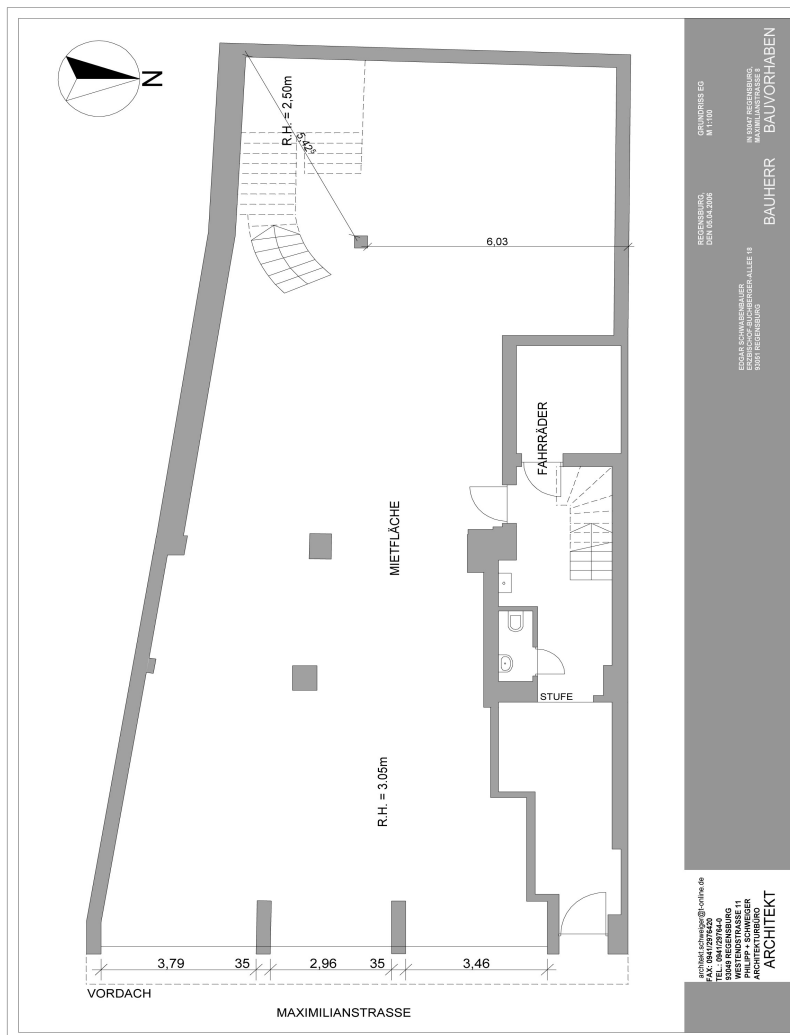 N
R.H. = 2,50m
5,42⁵
6,03
FAHRRÄDER
MIETFLÄCHE
STUFE
R.H. = 3.05m
3,79
35
2,96
35
3,46
VORDACH
MAXIMILIANSTRASSE
GRUNDRISS EG
M 1:100
IN 93047 REGENSBURG,
MAXIMILIANSTRASSE 8
BAUVORHABEN
REGENSBURG,
DEN 05.04.2006
EDGAR SCHWABENBAUER
ERZBISCHOF-BUCHBERGER-ALLEE 18
93051 REGENSBURG
BAUHERR
architekt.schweiger@t-online.de
FAX: 0941/2976420
TEL.: 0941/29764-0
93049 REGENSBURG
WESTENDSTRASSE 11
PHILIPP + SCHWEIGER
ARCHITEKTURBÜRO
ARCHITEKT